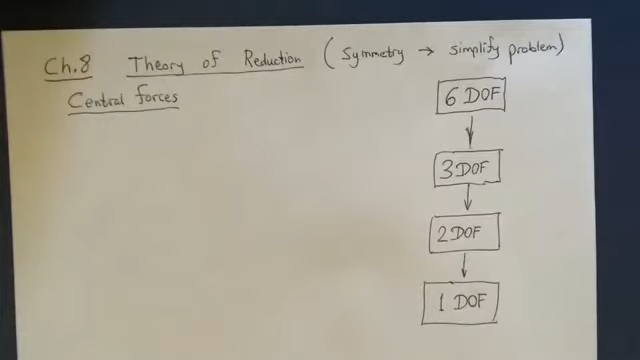 Ch.8 Theory of Reduction (Symmetry → simplify problem)
Central forces
6 DOF
3 DOF
2 DOF
1 DOF